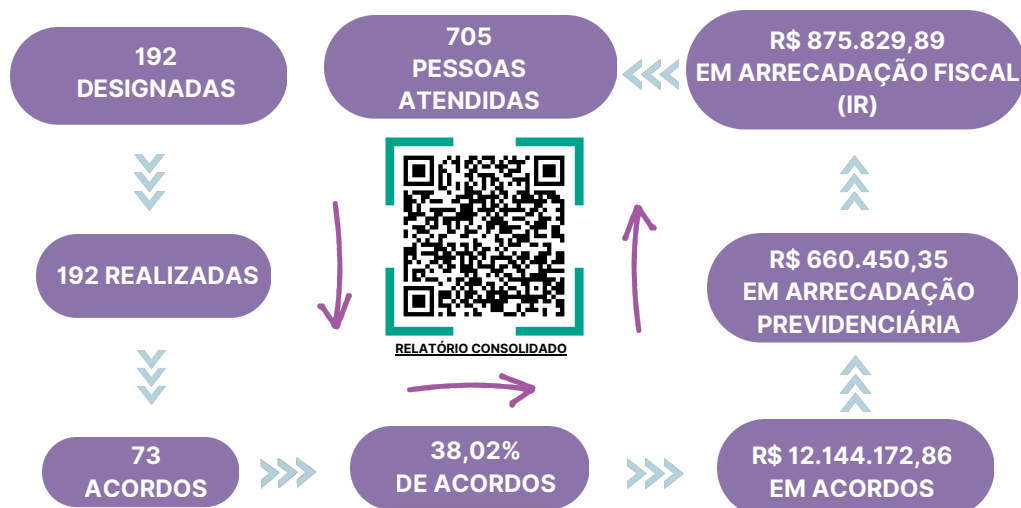 192
DESIGNADAS
192 REALIZADAS
73
ACORDOS
38,02%
DE ACORDOS
R$ 12.144.172,86
EM ACORDOS
R$ 660.450,35
EM ARRECADAÇÃO
PREVIDENCIÁRIA
R$ 875.829,89
EM ARRECADAÇÃO FISCAL
(IR)
705
PESSOAS
ATENDIDAS
RELATÓRIO CONSOLIDADO